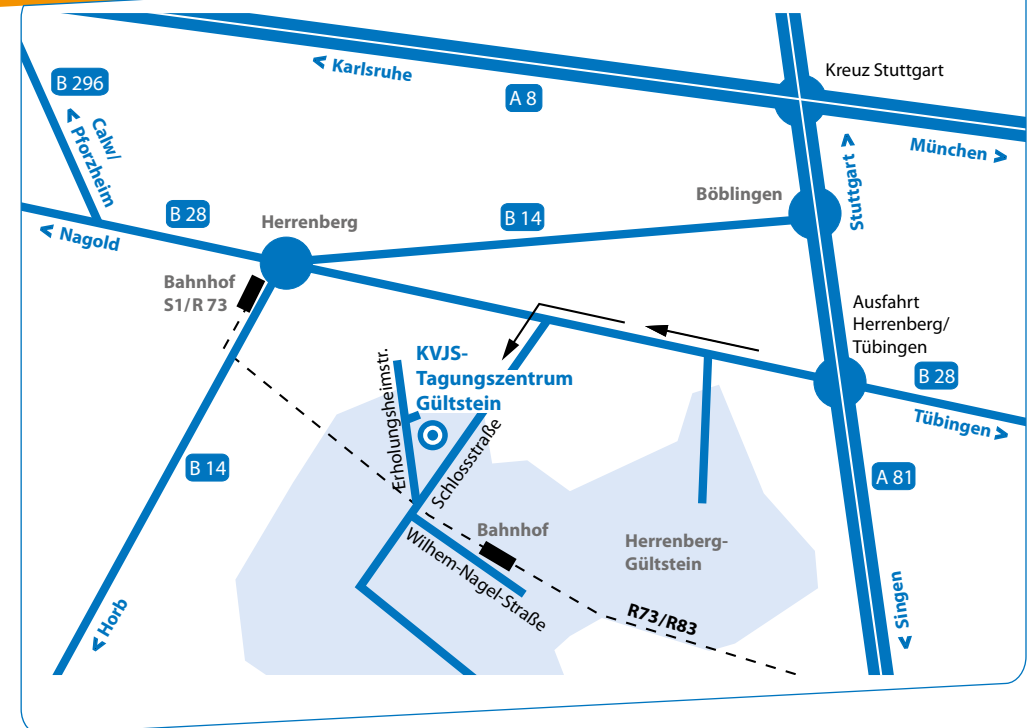 Kreuz Stuttgart
< Karlsruhe
B 296
A 8
Calw/
< Pforzheim
München >
Stuttgart >
Böblingen
B 28
Herrenberg
B 14
< Nagold
Bahnhof
S1/R 73
Ausfahrt
Herrenberg/
Tübingen
KVJS-
Tagungszentrum
Gültstein
B 28
Tübingen >
Erholungsheimstr.
Schlossstraße
B 14
A 81
Bahnhof
Herrenberg-
Gültstein
Wilhem-Nagel-Straße
R73/R83
< Horb
< Singen